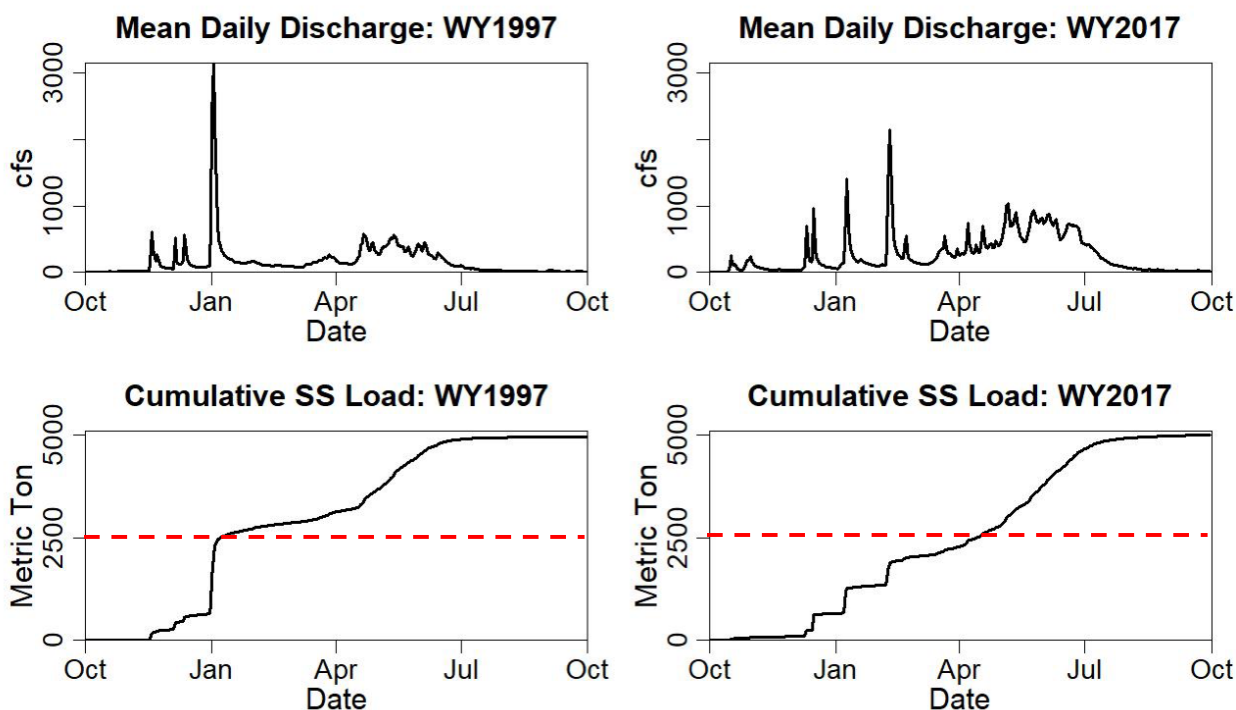 Mean Daily Discharge: WY1997
cfs
3000
1000
0
Oct Jan Apr Jul Oct
Date
Mean Daily Discharge: WY2017
cfs
3000
1000
0
Oct Jan Apr Jul Oct
Date
Cumulative SS Load: WY1997
Metric Ton
5000
2500
0
Oct Jan Apr Jul Oct
Date
Cumulative SS Load: WY2017
Metric Ton
5000
2500
0
Oct Jan Apr Jul Oct
Date